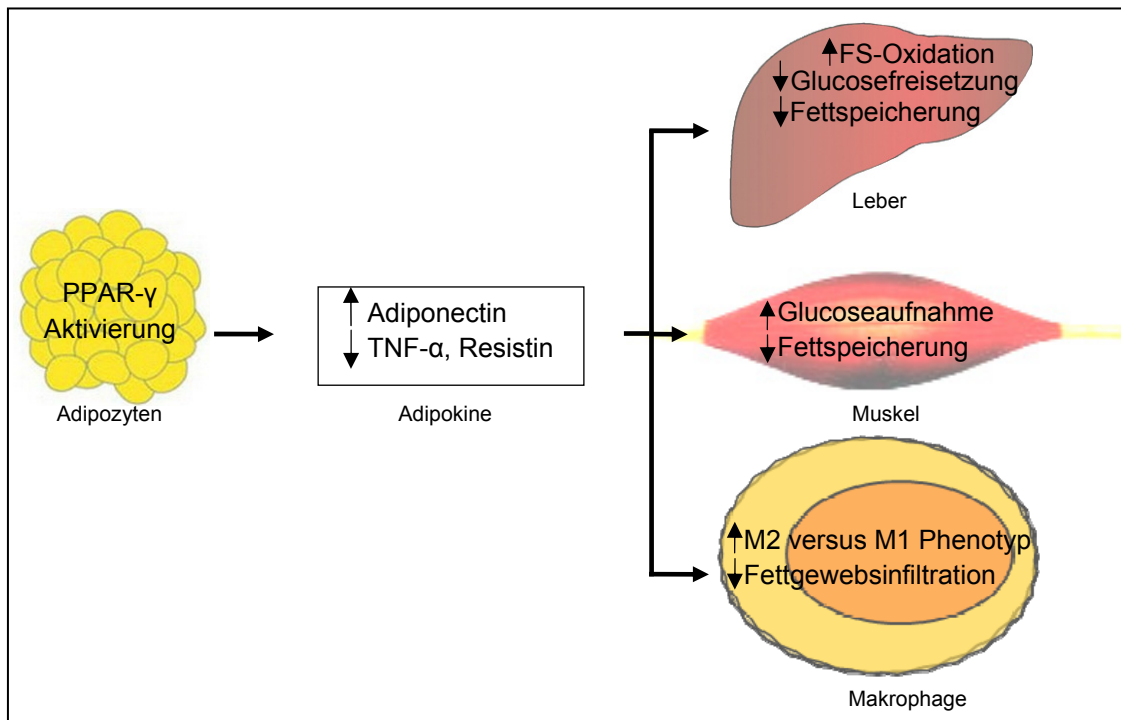 PPAR-γ
Aktivierung
Adipozyten
↑ Adiponectin
↓ TNF-α, Resistin
Adipokine
↑FS-Oxidation
↓Glucosefreisetzung
↓Fettspeicherung
Leber
↑Glucoseaufnahme
↓Fettspeicherung
Muskel
↑M2 versus M1 Phenotyp
↓Fettgewebsinfiltration
Makrophage